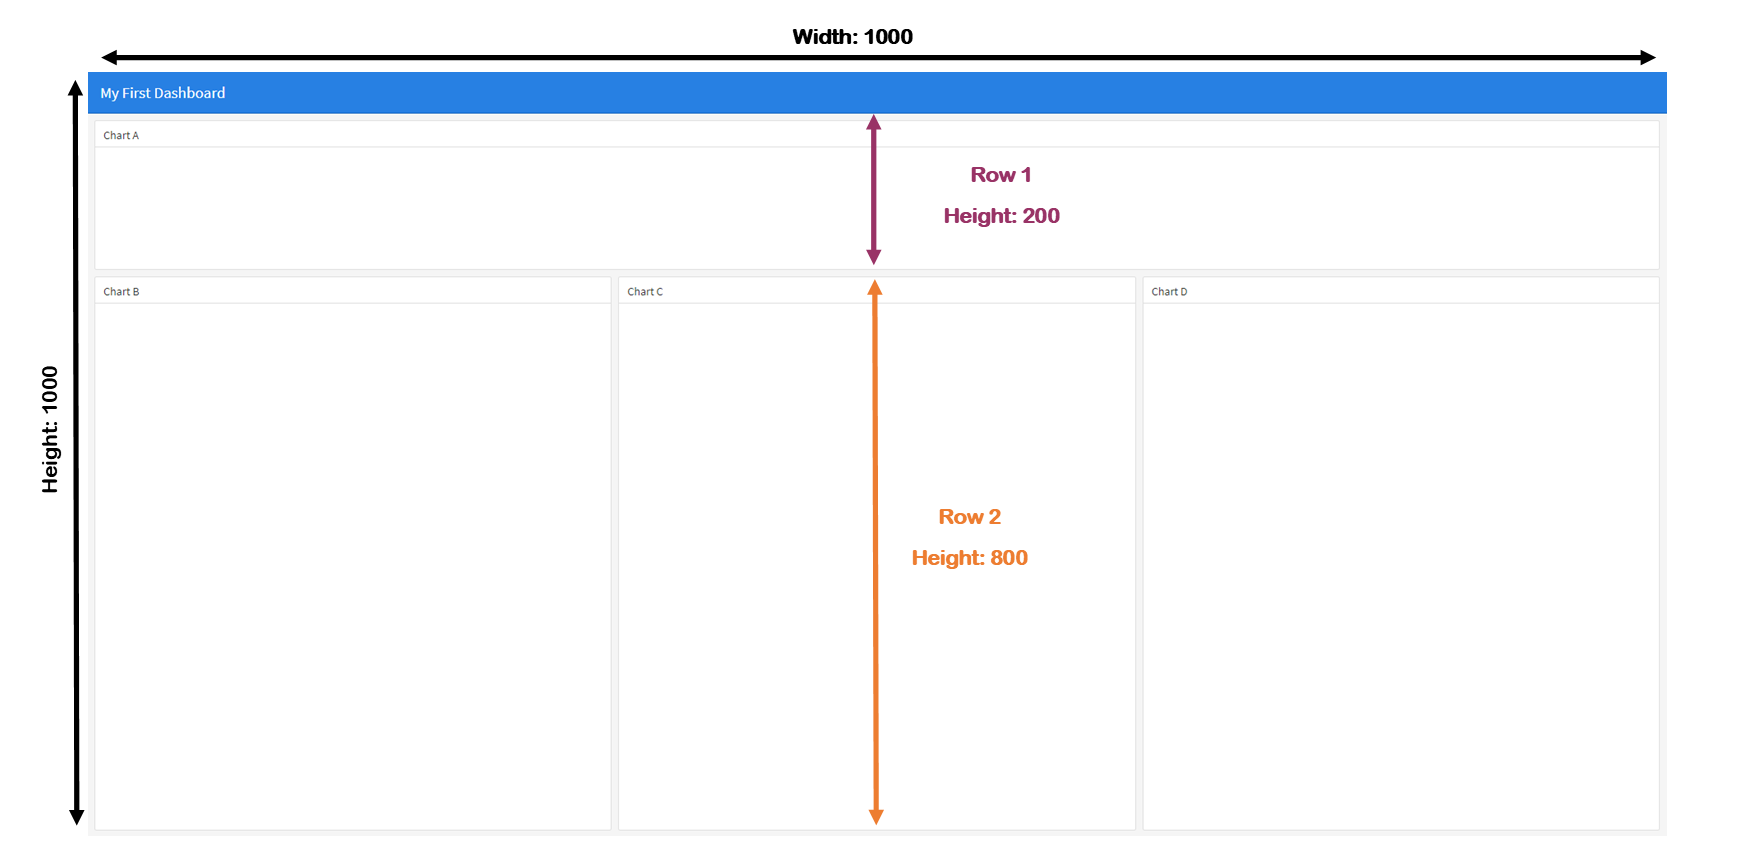 Width: 1000
My First Dashboard
Chart A
Row 1
Height: 200
Chart B
Chart C
Chart D
Height: 1000
Row 2
Height: 800